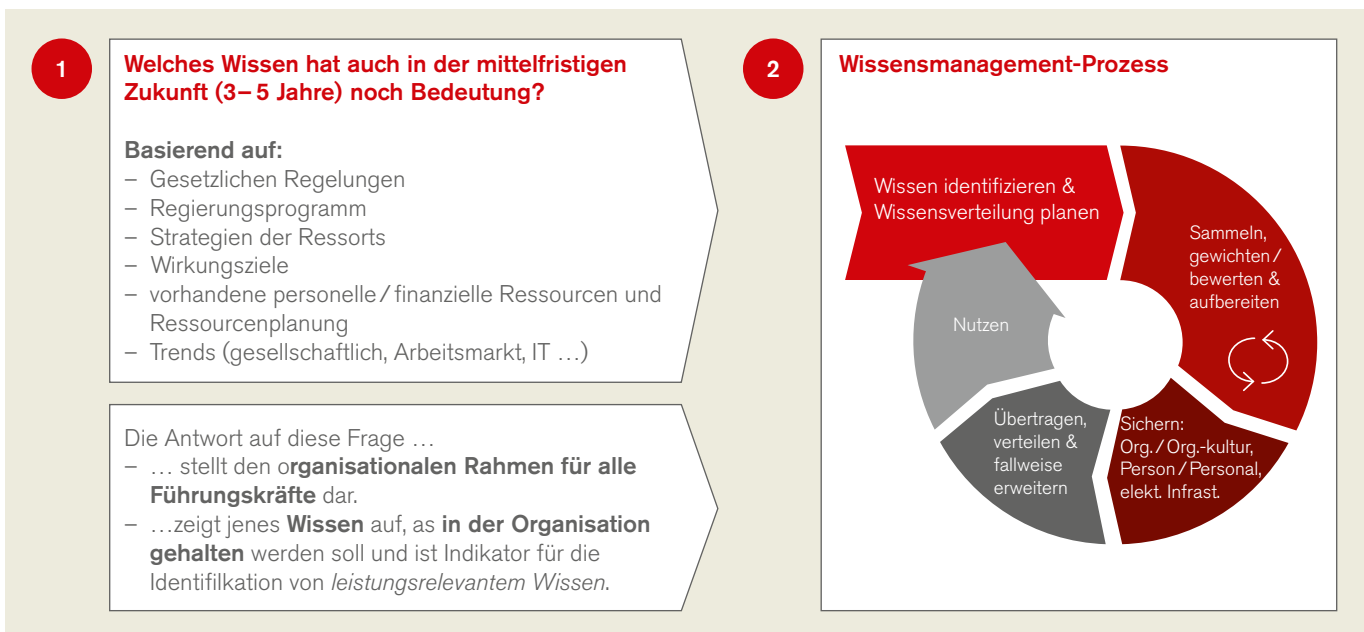 1
Welches Wissen hat auch in der mittelfristigen
Zukunft (3–5 Jahre) noch Bedeutung?
Basierend auf:
– Gesetzlichen Regelungen
– Regierungsprogramm
– Strategien der Ressorts
– Wirkungsziele
– vorhandene personelle/finanzielle Ressourcen und
Ressourcenplanung
– Trends (gesellschaftlich, Arbeitsmarkt, IT …)
Die Antwort auf diese Frage …
– … stellt den organisationalen Rahmen für alle
Führungskräfte dar.
– …zeigt jenes Wissen auf, as in der Organisation
gehalten werden soll und ist Indikator für die
Identifilkation von leistungsrelevantem Wissen.
2
Wissensmanagement-Prozess
Wissen identifizieren &
Wissensverteilung planen
Sammeln,
gewichten/
bewerten &
aufbereiten
Sichern:
Org./Org.-kultur,
Person/Personal,
elekt. Infrast.
Übertragen,
verteilen &
fallweise
erweitern
Nutzen